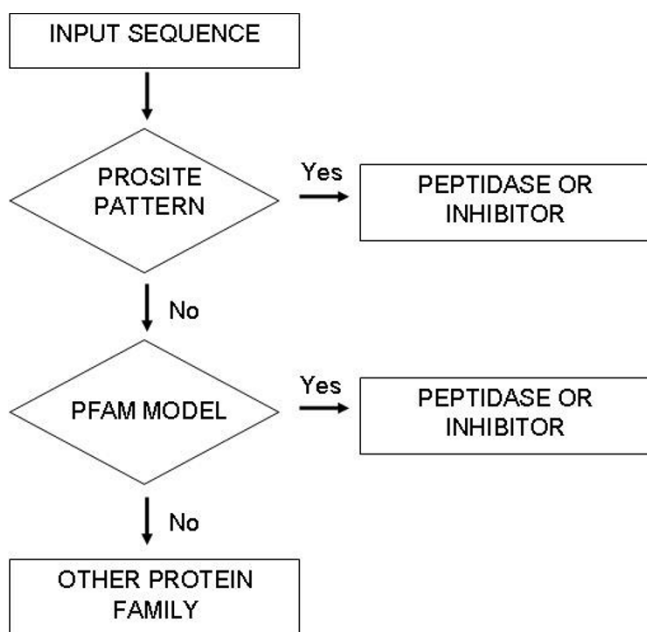 INPUT SEQUENCE
PROSITE
PATTERN
Yes
PEPTIDASE OR
INHIBITOR
No
PFAM MODEL
Yes
PEPTIDASE OR
INHIBITOR
No
OTHER PROTEIN
FAMILY